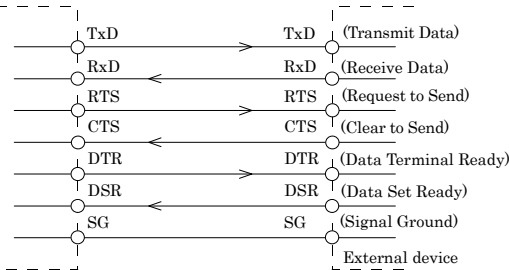 TxD TxD (Transmit Data)
RxD RxD (Receive Data)
RTS RTS (Request to Send)
CTS CTS (Clear to Send)
DTR DTR (Data Terminal Ready)
DSR DSR (Data Set Ready)
SG SG (Signal Ground)
External device